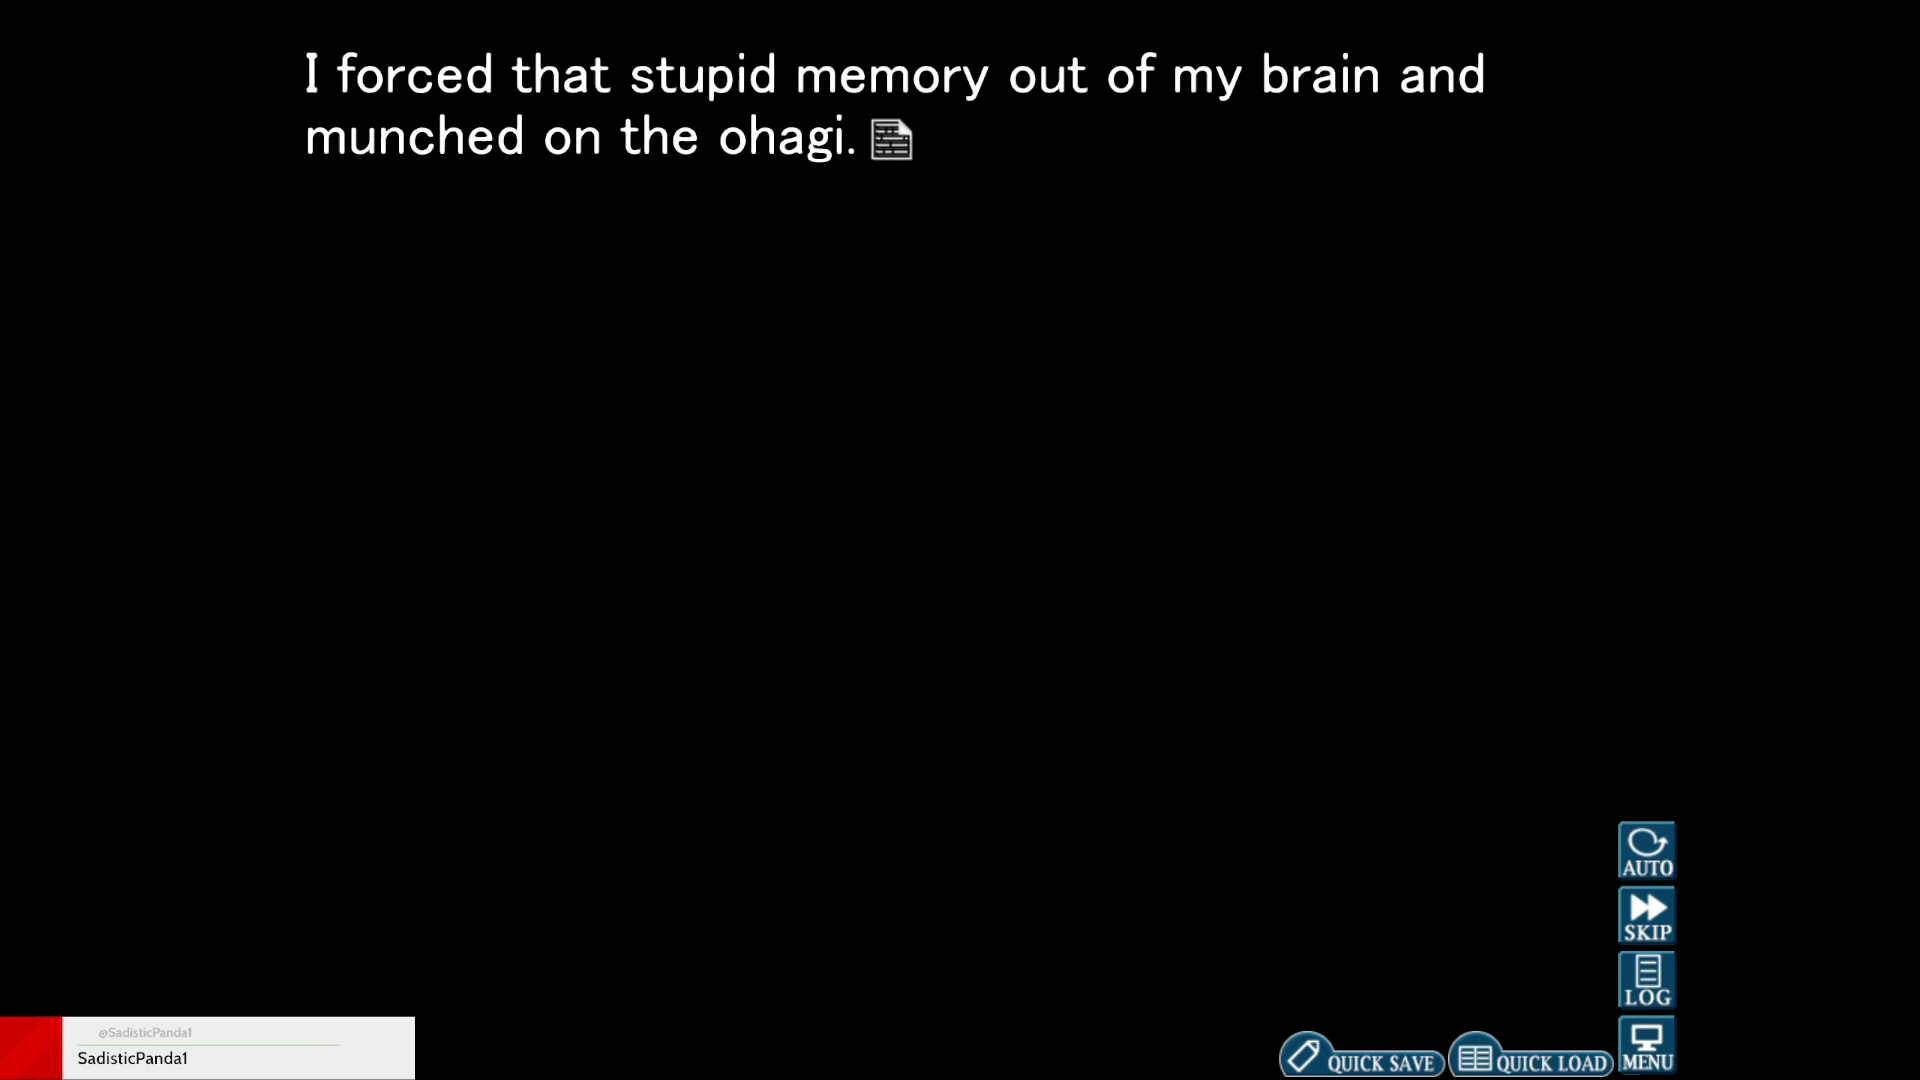 I forced that stupid memory out of my brain and
munched on the ohagi.
AUTO
SKIP
LOG
MENU
QUICK SAVE
QUICK LOAD
@SadisticPanda1
SadisticPanda1